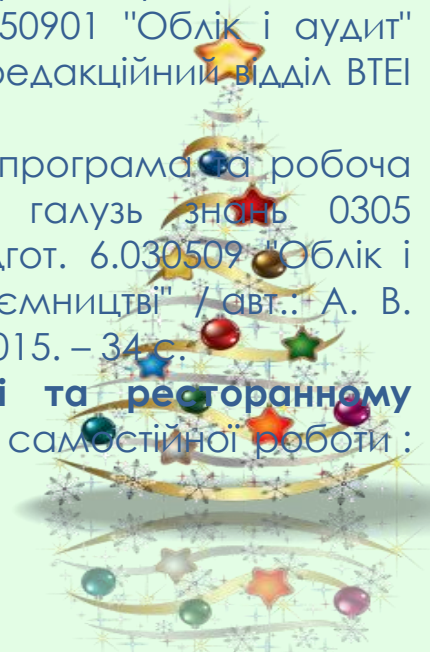 50901 "Облік і аудит"
редакційний відділ ВТЕІ
програма та робоча
галузь знань 0305
дгот. 6.030509 "Облік і
ємництві" / авт.: А. В.
015. – 34 с.
і та ресторанному
самостійної роботи :